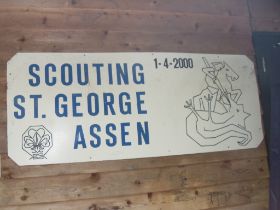 SCOUTING
1-4-2000
ST. GEORGE
ASSEN